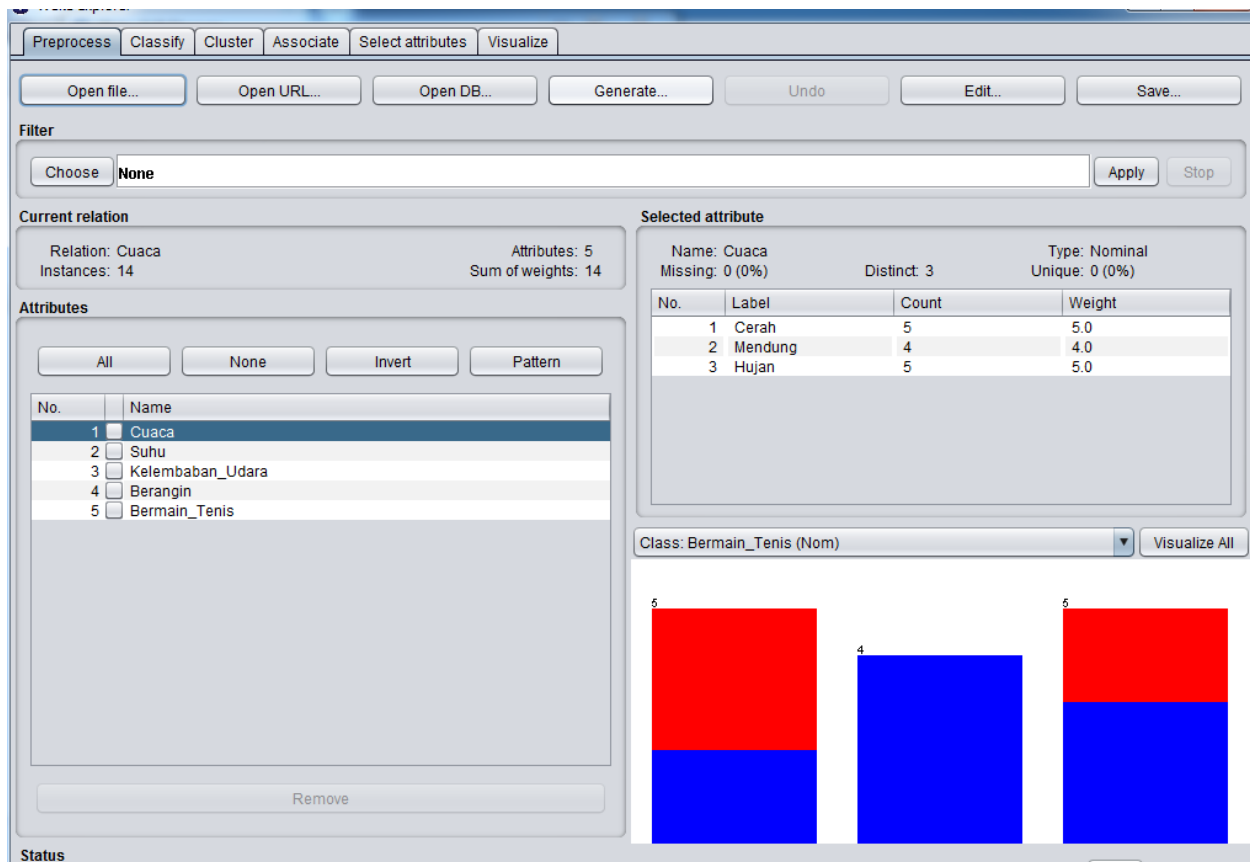 Preprocess Classify Cluster Associate Select attributes Visualize
Open file... Open URL... Open DB... Generate... Undo Edit... Save...
Filter
Choose None Apply Stop
Current relation
Relation: Cuaca Attributes: 5
Instances: 14 Sum of weights: 14
Attributes
All None Invert Pattern
No. Name
1 Cuaca
2 Suhu
3 Kelembaban_Udara
4 Berangin
5 Bermain_Tenis
Remove
Selected attribute
Name: Cuaca Type: Nominal
Missing: 0 (0%) Distinct: 3 Unique: 0 (0%)
No. Label Count Weight
1 Cerah 5 5.0
2 Mendung 4 4.0
3 Hujan 5 5.0
Class: Bermain_Tenis (Nom) Visualize All
5 4 5
Status